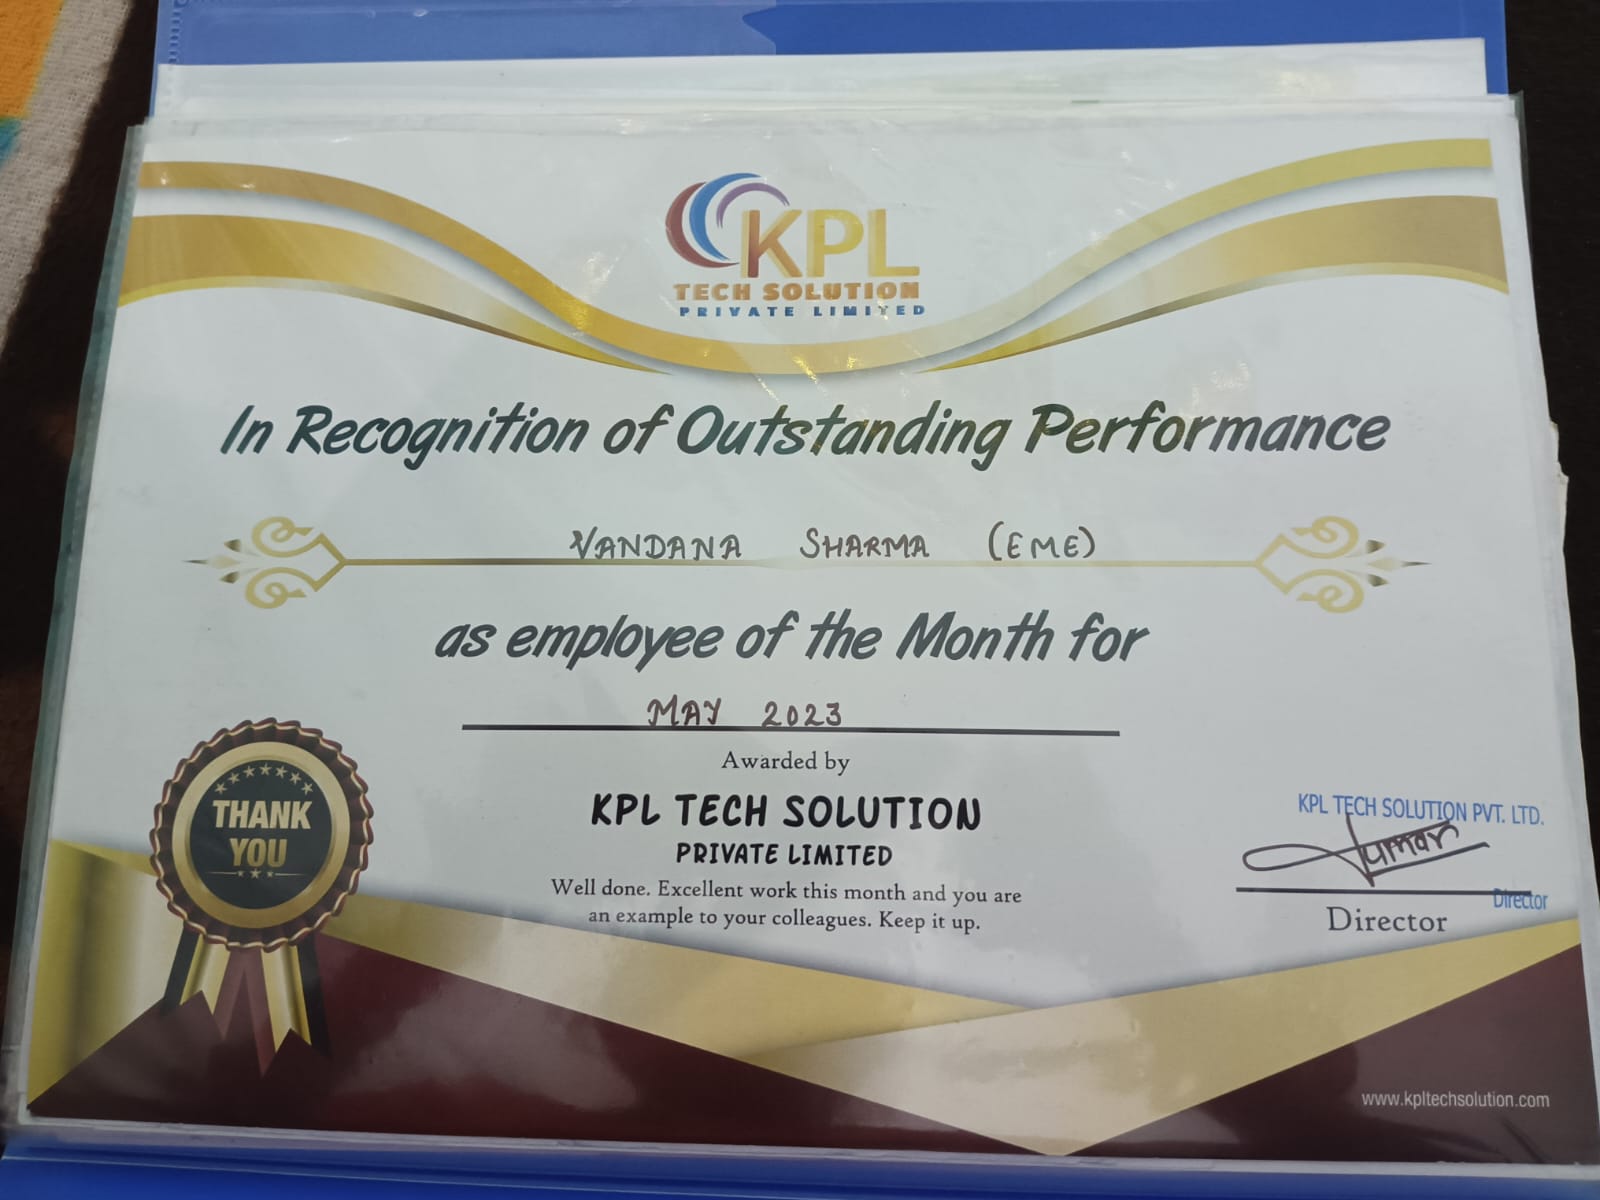 KPL
TECH SOLUTION
PRIVATE LIMITED
In Recognition of Outstanding Performance
VANDANA SHARMA (EME)
as employee of the Month for
MAY 2023
Awarded by
KPL TECH SOLUTION
PRIVATE LIMITED
Well done. Excellent work this month and you are
an example to your colleagues. Keep it up.
THANK
YOU
KPL TECH SOLUTION PVT. LTD.
Kumar
Director
Director
www.kpltechsolution.com